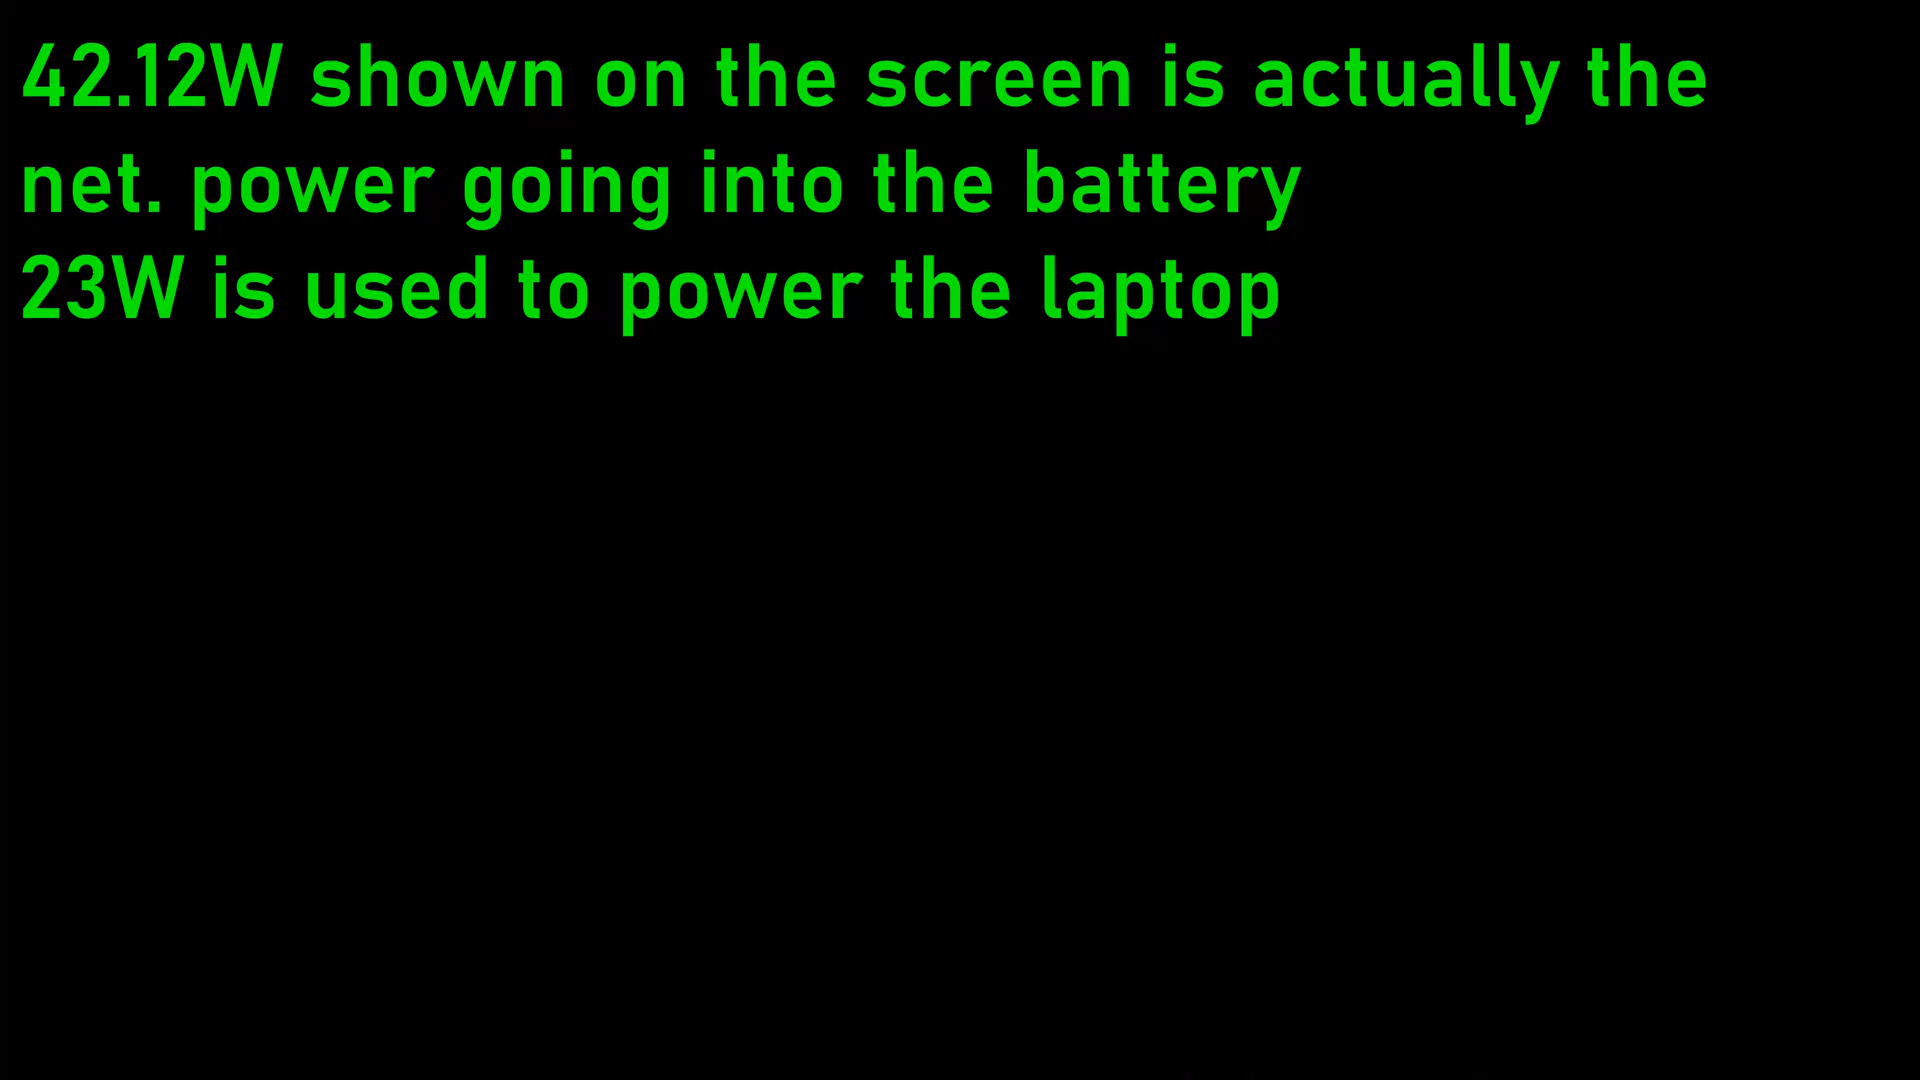 42.12W shown on the screen is actually the
net. power going into the battery
23W is used to power the laptop